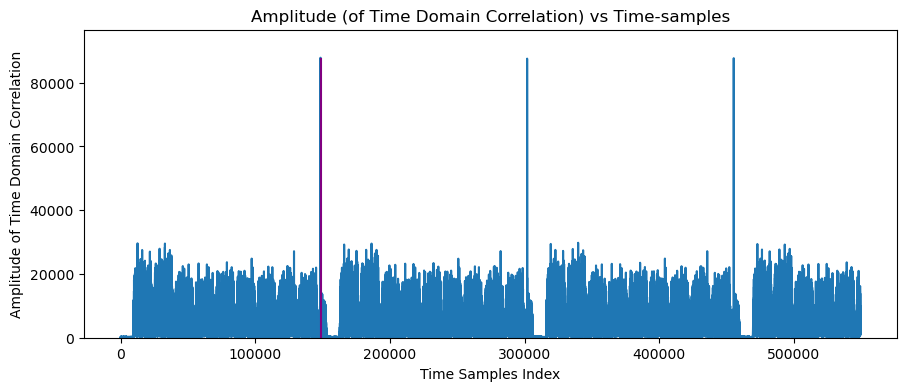 Amplitude (of Time Domain Correlation) vs Time-samples
Amplitude of Time Domain Correlation
80000
60000
40000
20000
0
0 100000 200000 300000 400000 500000
Time Samples Index